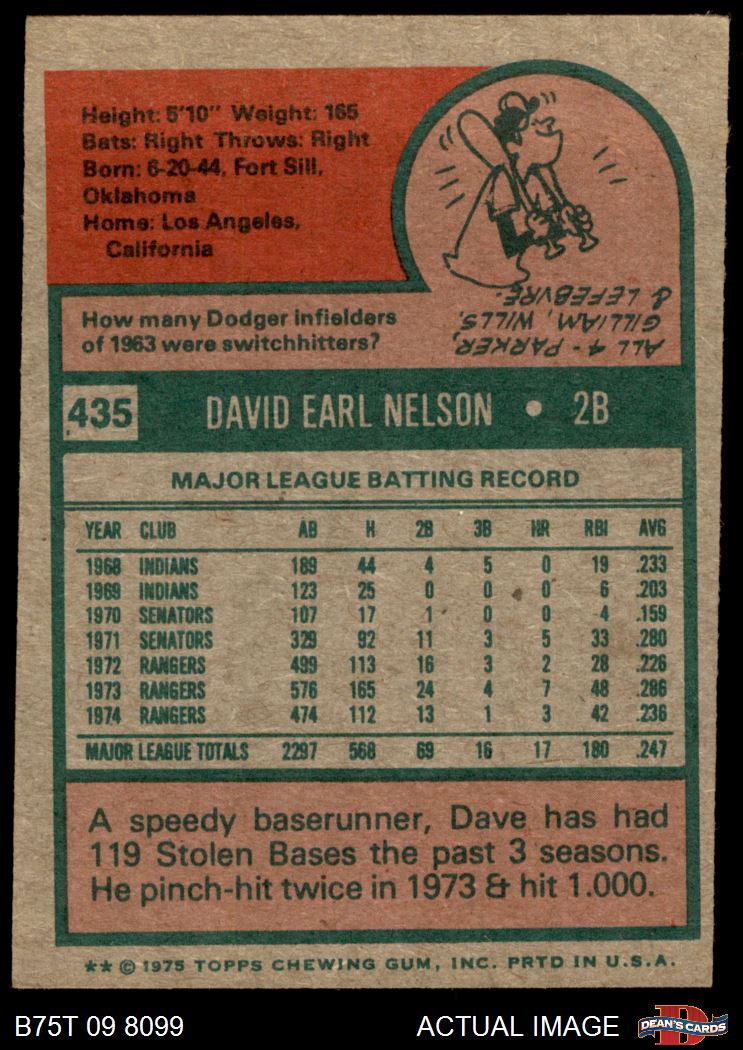 Height: 5'10" Weight: 165
Bats: Right Throws: Right
Born: 6-20-44, Fort Sill,
Oklahoma
Home: Los Angeles,
California
How many Dodger infielders
of 1963 were switchhitters?
ALL 4 - PARKER,
GILLIAM, WILLS,
& LEFEBVRE.
435 DAVID EARL NELSON • 2B
MAJOR LEAGUE BATTING RECORD
YEAR CLUB AB H 2B 3B HR RBI AVG
1968 INDIANS 189 44 4 5 0 19 .233
1969 INDIANS 123 25 0 0 0 6 .203
1970 SENATORS 107 17 1 0 0 4 .159
1971 SENATORS 329 92 11 3 5 33 .280
1972 RANGERS 499 113 16 3 2 28 .226
1973 RANGERS 576 165 24 4 7 48 .286
1974 RANGERS 474 112 13 1 3 42 .236
MAJOR LEAGUE TOTALS 2297 568 69 16 17 180 .247
A speedy baserunner, Dave has had
119 Stolen Bases the past 3 seasons.
He pinch-hit twice in 1973 & hit 1.000.
** © 1975 TOPPS CHEWING GUM, INC. PRTD IN U.S.A.
B75T 09 8099 ACTUAL IMAGE DEAN'S CARDS